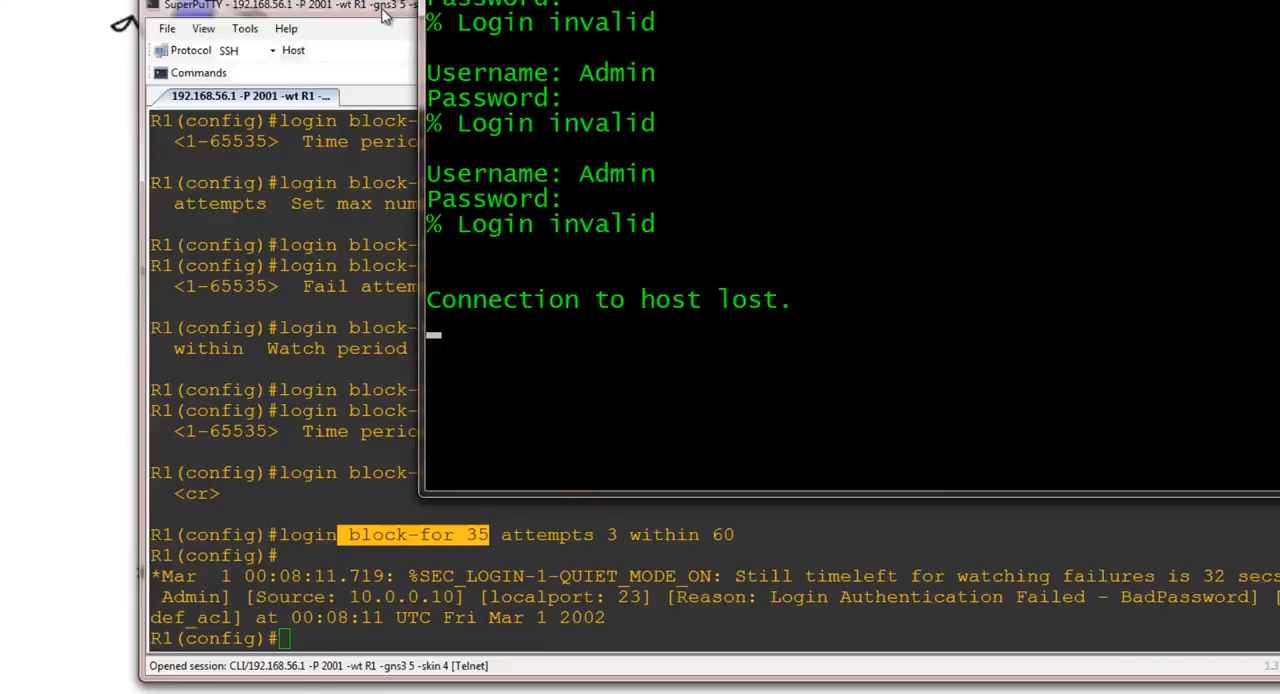 SuperPuTTY - 192.168.56.1 -P 2001 -wt R1 -gns3 5 -s
File View Tools Help
Protocol SSH Host
Commands
192.168.56.1 -P 2001 -wt R1 -...
R1(config)#login block-
<1-65535> Time perio
R1(config)#login block-
attempts Set max num
R1(config)#login block-
R1(config)#login block-
<1-65535> Fail attem
R1(config)#login block-
within Watch period
R1(config)#login block-
R1(config)#login block-
<1-65535> Time perio
R1(config)#login block-
<cr>
R1(config)#login block-for 35 attempts 3 within 60
R1(config)#
*Mar 1 00:08:11.719: %SEC_LOGIN-1-QUIET_MODE_ON: Still timeleft for watching failures is 32 secs
Admin] [Source: 10.0.0.10] [localport: 23] [Reason: Login Authentication Failed - BadPassword] [
def_acl] at 00:08:11 UTC Fri Mar 1 2002
R1(config)#
Opened session: CLI/192.168.56.1 -P 2001 -wt R1 -gns3 5 -skin 4 [Telnet]
1.3
Password:
% Login invalid
Username: Admin
Password:
% Login invalid
Username: Admin
Password:
% Login invalid
Connection to host lost.